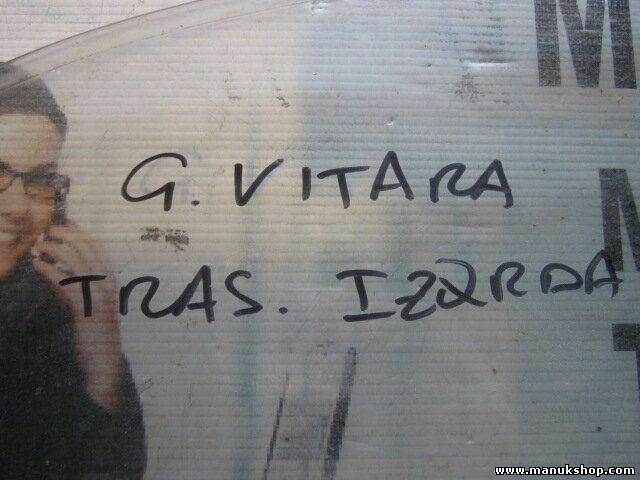 M
G. VITARA
M
TRAS. IZQRDA
T
www.manukshop.com